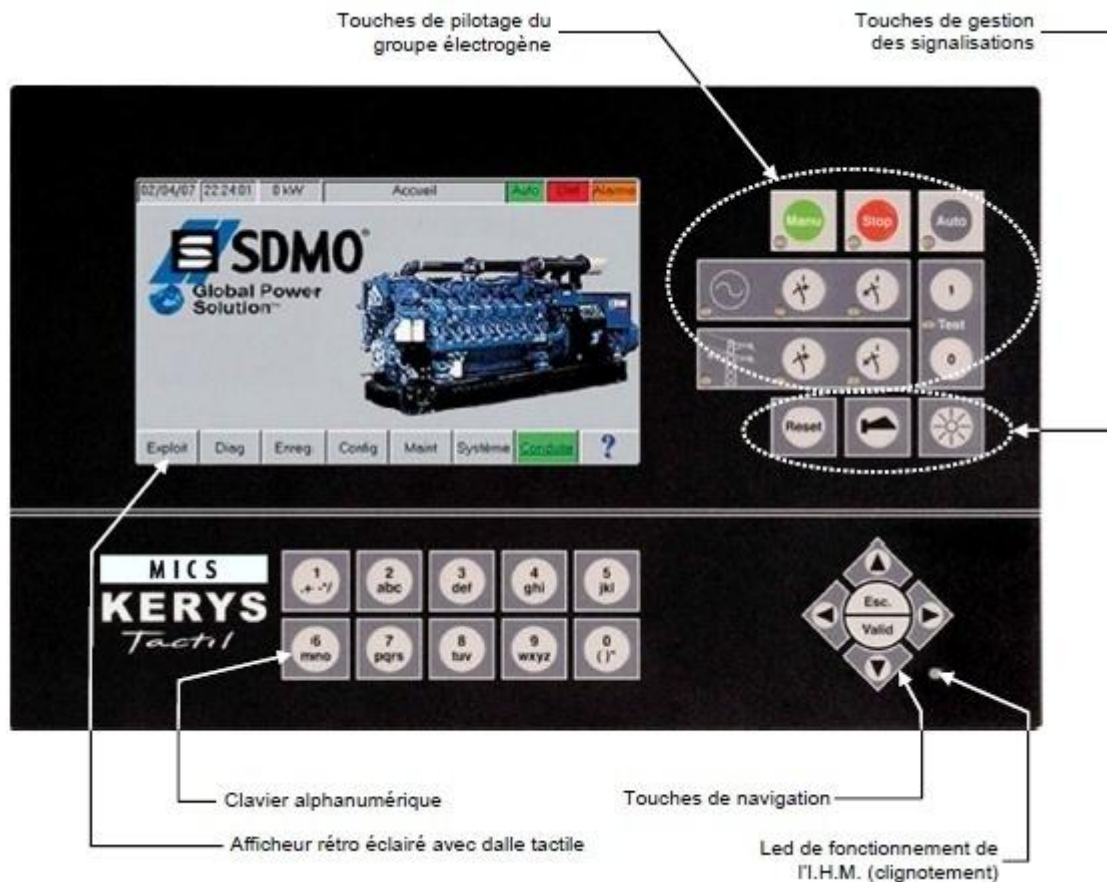 Touches de pilotage du
groupe électrogène
Touches de gestion
des signalisations
02/04/07 22:24:01 0 kW Accueil Auto Def Alarme
SDMO®
Global Power
Solution™
Exploit Diag Enreg. Config Maint Système Conduite ?
Manu Stop Auto
1
Test
0
Reset
MICS
KERYS
Tactil
1
.+-*/
2
abc
3
def
4
ghi
5
jkl
6
mno
7
pqrs
8
tuv
9
wxyz
0
( )"
Esc.
Valid
Clavier alphanumérique
Touches de navigation
Afficheur rétro éclairé avec dalle tactile
Led de fonctionnement de
l'I.H.M. (clignotement)